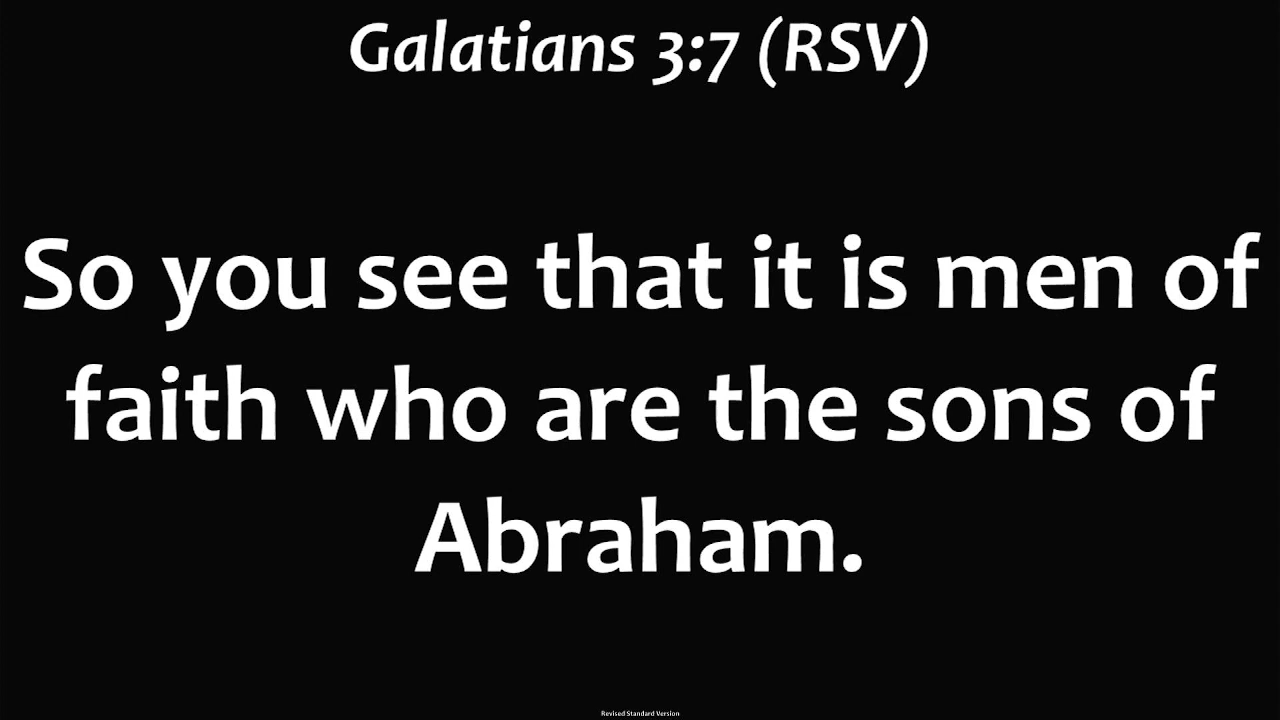 Galatians 3:7 (RSV)
So you see that it is men of
faith who are the sons of
Abraham.
Revised Standard Version